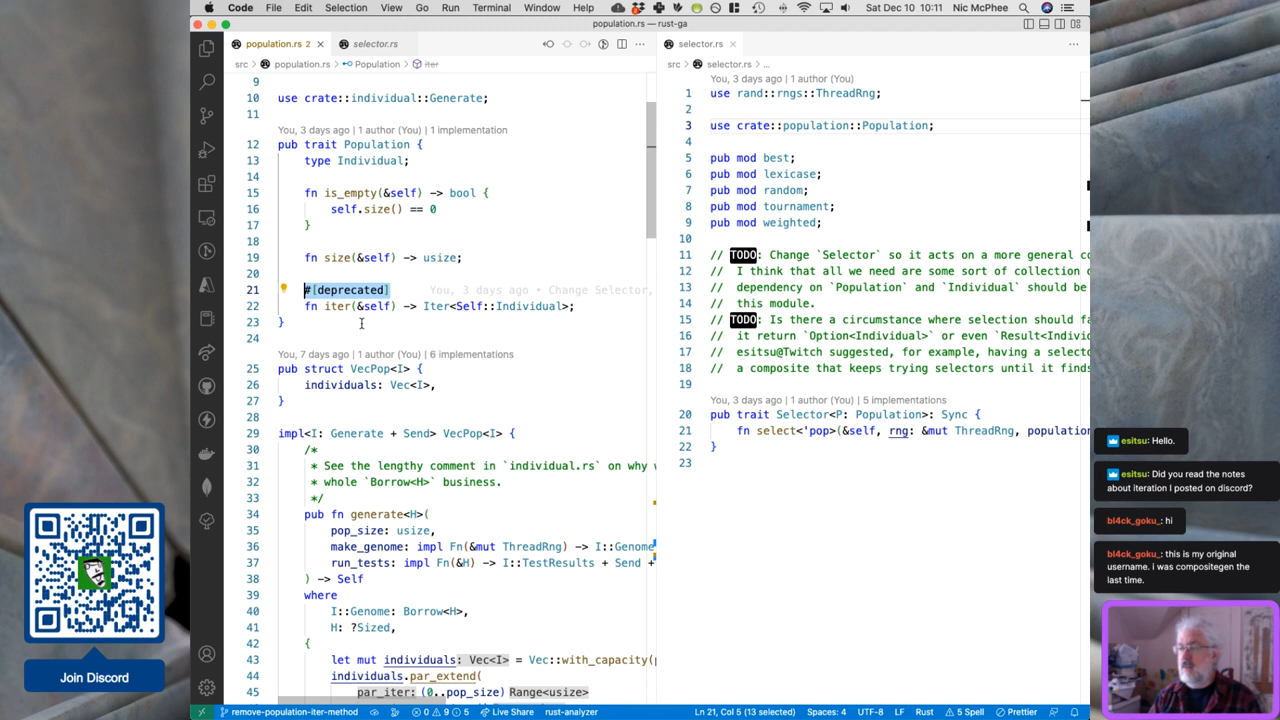 Code File Edit Selection View Go Run Terminal Window Help
Sat Dec 10 10:11 Nic McPhee
population.rs — rust-ga
population.rs 2
selector.rs
src > population.rs > Population > iter
9
10 use crate::individual::Generate;
11
You, 3 days ago | 1 author (You) | 1 implementation
12 pub trait Population {
13 type Individual;
14
15 fn is_empty(&self) -> bool {
16 self.size() == 0
17 }
18
19 fn size(&self) -> usize;
20
21 #[deprecated] You, 3 days ago • Change Selector,
22 fn iter(&self) -> Iter<Self::Individual>;
23 }
24
You, 7 days ago | 1 author (You) | 6 implementations
25 pub struct VecPop<I> {
26 individuals: Vec<I>,
27 }
28
29 impl<I: Generate + Send> VecPop<I> {
30 /*
31 * See the lengthy comment in `individual.rs` on why
32 * whole `Borrow<H>` business.
33 */
34 pub fn generate<H>(
35 pop_size: usize,
36 make_genome: impl Fn(&mut ThreadRng) -> I::Genome
37 run_tests: impl Fn(&H) -> I::TestResults + Send +
38 ) -> Self
39 where
40 I::Genome: Borrow<H>,
41 H: ?Sized,
42 {
43 let mut individuals: Vec<I> = Vec::with_capacity(
44 individuals.par_extend(
45 par_iter: (0..pop_size) Range<usize>
selector.rs
src > selector.rs > ...
You, 3 days ago | 1 author (You)
1 use rand::rngs::ThreadRng;
2
3 use crate::population::Population;
4
5 pub mod best;
6 pub mod lexicase;
7 pub mod random;
8 pub mod tournament;
9 pub mod weighted;
10
11 // TODO: Change `Selector` so it acts on a more general
12 // I think that all we need are some sort of collection
13 // dependency on `Population` and `Individual` should be
14 // this module.
15 // TODO: Is there a circumstance where selection should
16 // it return `Option<Individual>` or even `Result<Indivi
17 // esitsu@Twitch suggested, for example, having a select
18 // a composite that keeps trying selectors until it finds
19
You, 3 days ago | 1 author (You) | 5 implementations
20 pub trait Selector<P: Population>: Sync {
21 fn select<'pop>(&self, rng: &mut ThreadRng, population
22 }
23
esitsu: Hello.
esitsu: Did you read the notes
about iteration I posted on discord?
bl4ck_goku_: hi
bl4ck_goku_: this is my original
username. i was compositegen the
last time.
Join Discord
remove-population-iter-method 0 9 5 Live Share rust-analyzer
Ln 21, Col 5 (13 selected) Spaces: 4 UTF-8 LF Rust 5 Spell Prettier